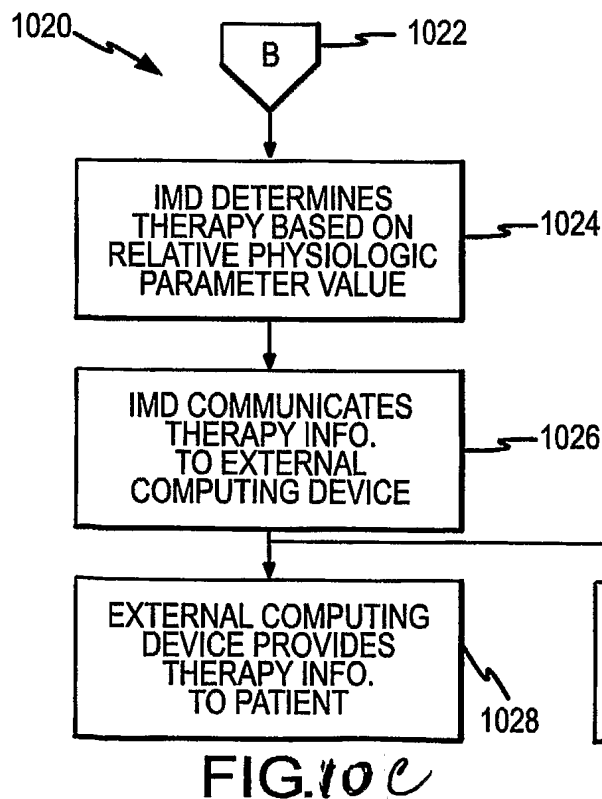 1020
B
1022
IMD DETERMINES
THERAPY BASED ON
RELATIVE PHYSIOLOGIC
PARAMETER VALUE
1024
IMD COMMUNICATES
THERAPY INFO.
TO EXTERNAL
COMPUTING DEVICE
1026
EXTERNAL COMPUTING
DEVICE PROVIDES
THERAPY INFO.
TO PATIENT
1028
FIG.10C